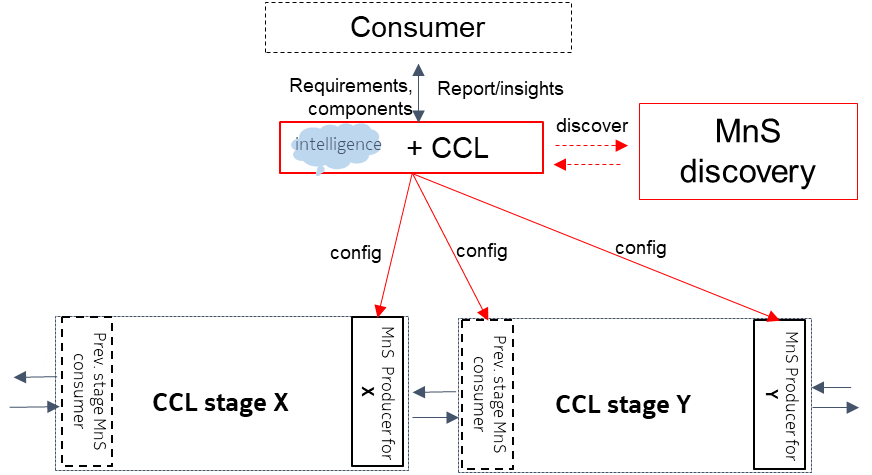 Consumer
Requirements,
components
Report/insights
intelligence
+ CCL
discover
MnS
discovery
config
config
config
Prev. stage MnS
consumer
CCL stage X
MnS Producer for
X
Prev. stage MnS
consumer
CCL stage Y
MnS Producer for
Y